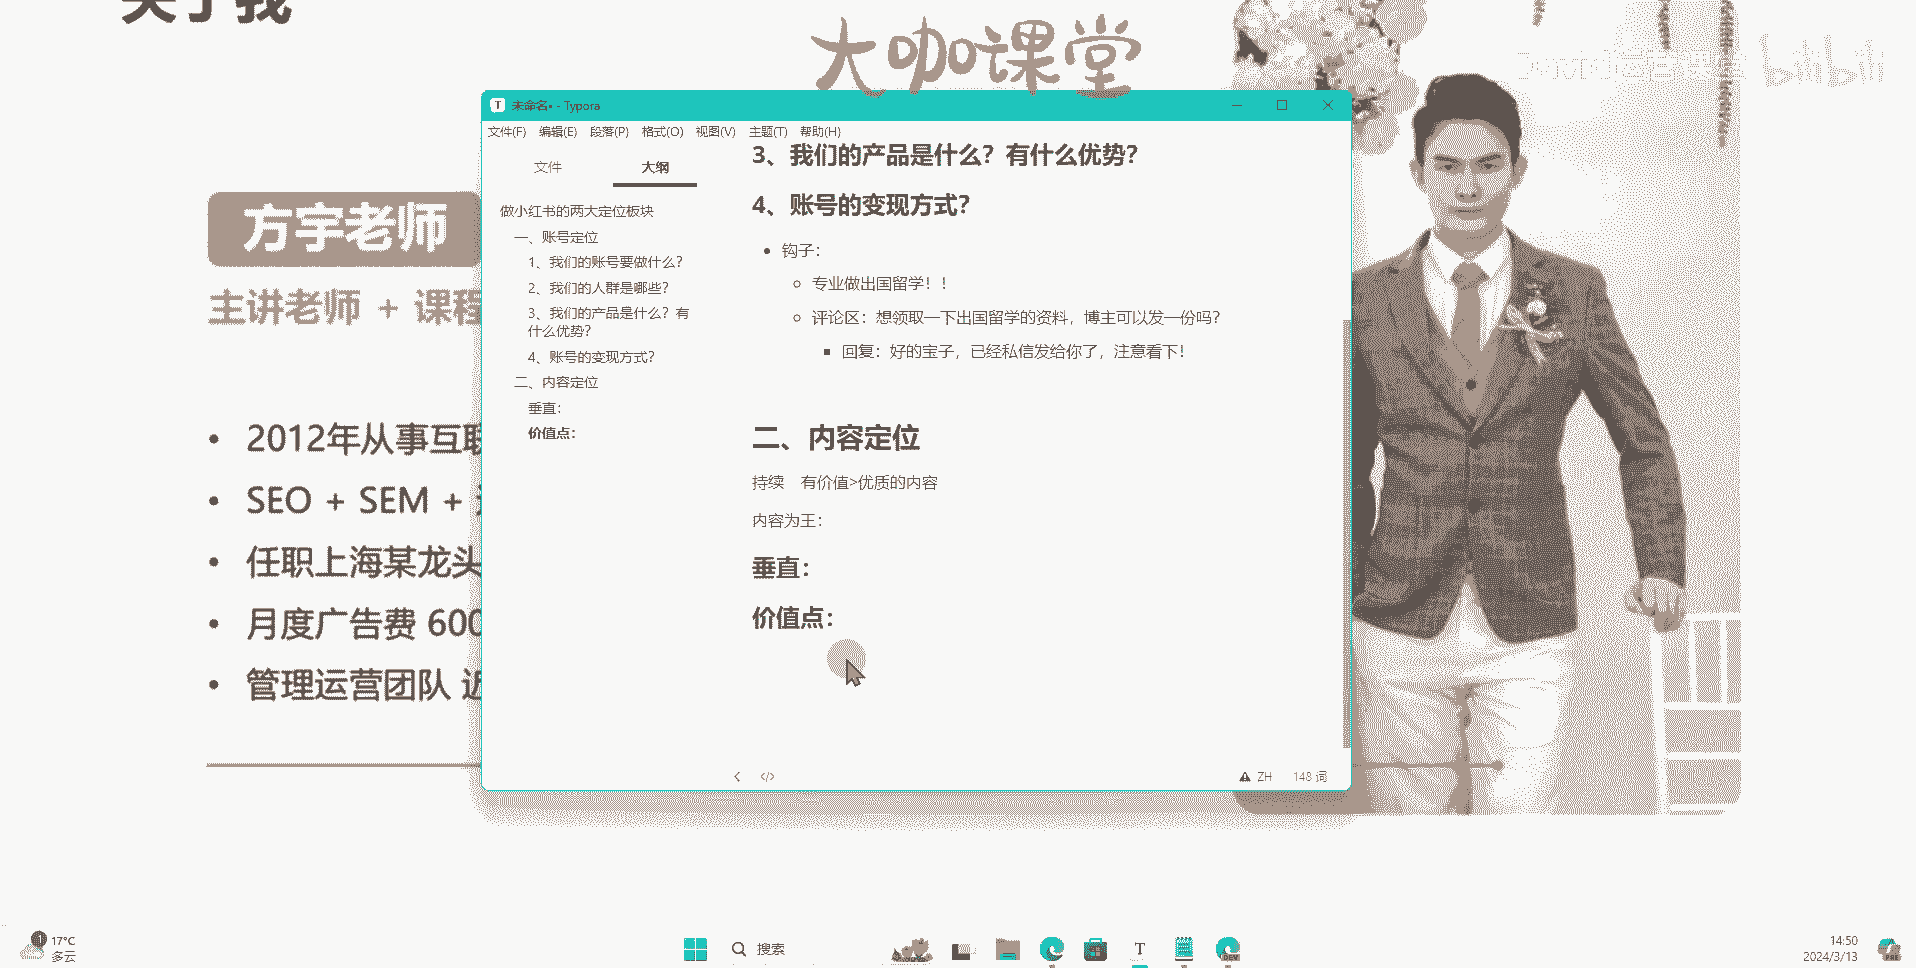 关于我
大咖课堂
bilibili
方宇老师
主讲老师 + 课程
2012年从事互联
SEO + SEM +
任职上海某龙头
月度广告费 600
管理运营团队 近
未命名• - Typora
文件(F) 编辑(E) 段落(P) 格式(O) 视图(V) 主题(T) 帮助(H)
文件 大纲
做小红书的两大定位板块
一、账号定位
1、我们的账号要做什么？
2、我们的人群是哪些？
3、我们的产品是什么？有
什么优势？
4、账号的变现方式？
二、内容定位
垂直：
价值点：
3、我们的产品是什么？有什么优势？
4、账号的变现方式？
钩子：
专业做出国留学！！
评论区：想领取一下出国留学的资料，博主可以发一份吗？
回复：好的宝子，已经私信发给你了，注意看下！
二、内容定位
持续 有价值>优质的内容
内容为王：
垂直：
价值点：
ZH 148 词
1
17°C
多云
搜索
T
DEV
14:50
2024/3/13
PRE